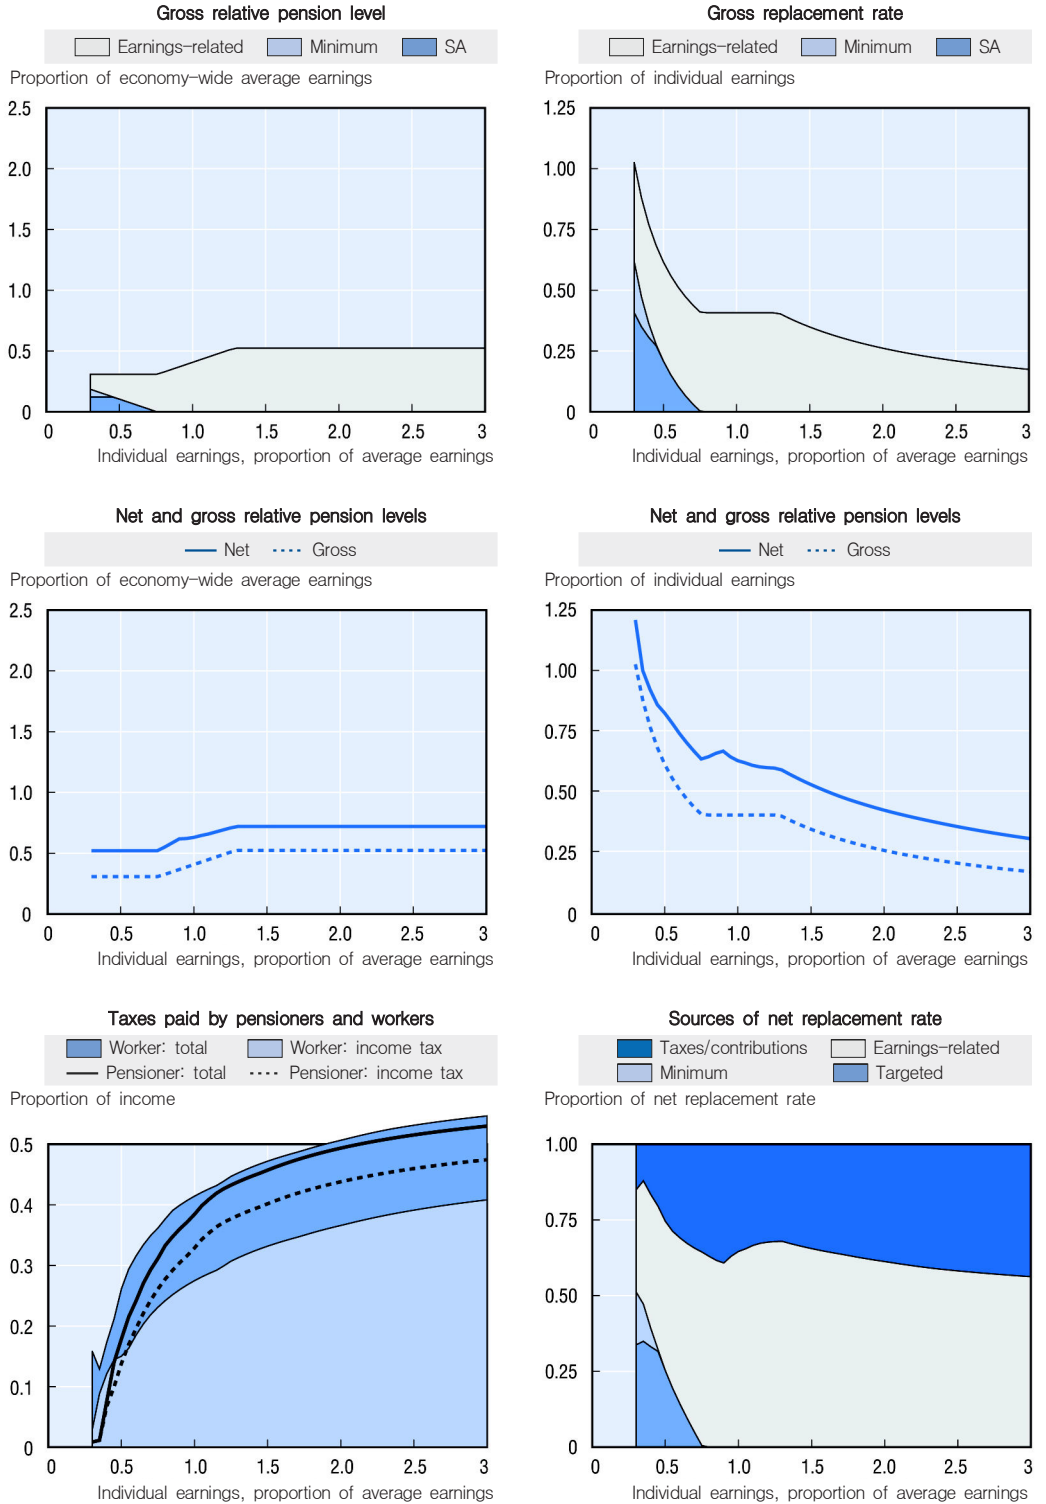 Gross relative pension level
Earnings-related Minimum SA
Proportion of economy-wide average earnings
2.5
2.0
1.5
1.0
0.5
0
0 0.5 1.0 1.5 2.0 2.5 3
Individual earnings, proportion of average earnings
Gross replacement rate
Earnings-related Minimum SA
Proportion of individual earnings
1.25
1.00
0.75
0.50
0.25
0
0 0.5 1.0 1.5 2.0 2.5 3
Individual earnings, proportion of average earnings
Net and gross relative pension levels
Net Gross
Proportion of economy-wide average earnings
2.5
2.0
1.5
1.0
0.5
0
0 0.5 1.0 1.5 2.0 2.5 3
Individual earnings, proportion of average earnings
Net and gross relative pension levels
Net Gross
Proportion of individual earnings
1.25
1.00
0.75
0.50
0.25
0
0 0.5 1.0 1.5 2.0 2.5 3
Individual earnings, proportion of average earnings
Taxes paid by pensioners and workers
Worker: total Worker: income tax
Pensioner: total Pensioner: income tax
Proportion of income
0.5
0.4
0.3
0.2
0.1
0
0 0.5 1.0 1.5 2.0 2.5 3
Individual earnings, proportion of average earnings
Sources of net replacement rate
Taxes/contributions Earnings-related
Minimum Targeted
Proportion of net replacement rate
1.00
0.75
0.50
0.25
0
0 0.5 1.0 1.5 2.0 2.5 3
Individual earnings, proportion of average earnings